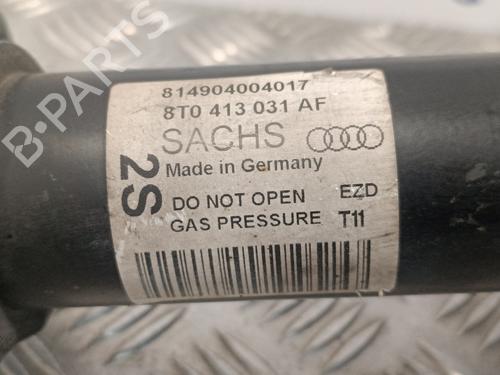 B-PARTS
814904004017
8T0 413 031 AF
SACHS
Made in Germany
2S
DO NOT OPEN EZD
GAS PRESSURE T11